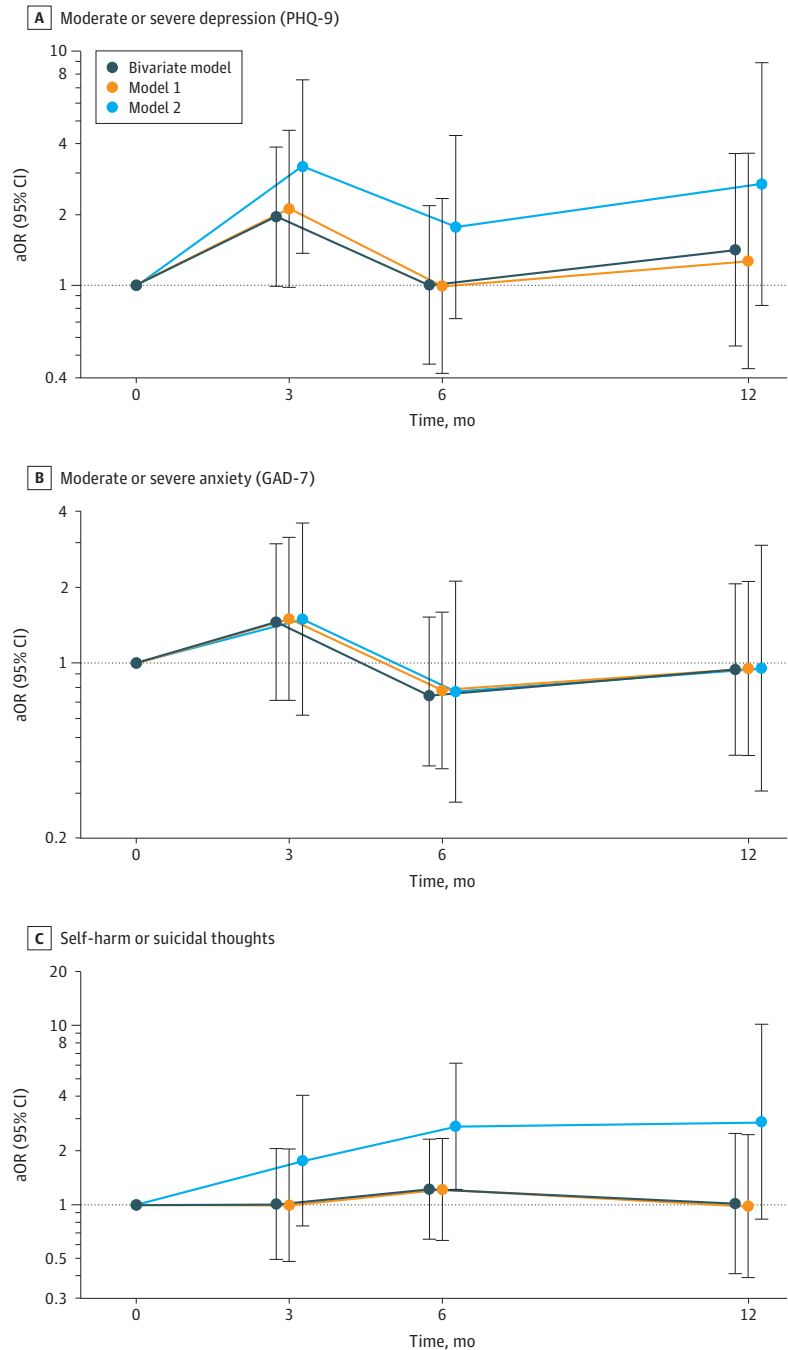 A Moderate or severe depression (PHQ-9)
10
8
4
2
1
0.4
aOR (95% CI)
Bivariate model
Model 1
Model 2
0 3 6 12
Time, mo
B Moderate or severe anxiety (GAD-7)
4
2
1
0.2
aOR (95% CI)
0 3 6 12
Time, mo
C Self-harm or suicidal thoughts
20
10
8
4
2
1
0.5
0.3
aOR (95% CI)
0 3 6 12
Time, mo